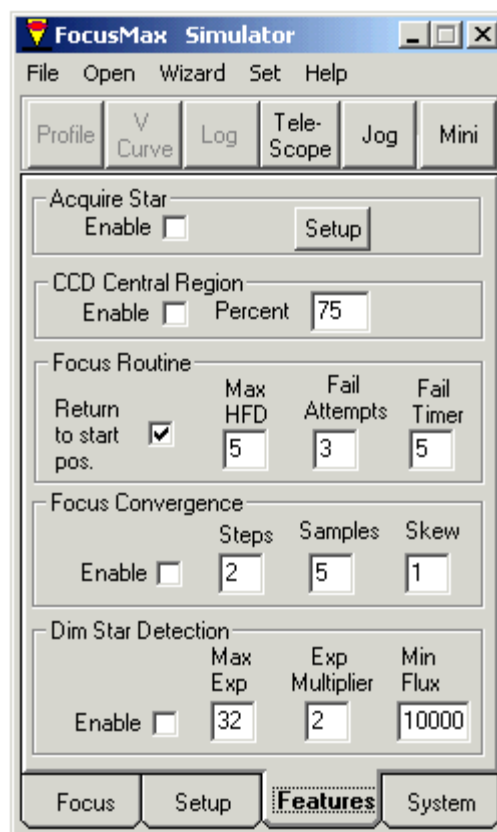 FocusMax Simulator
File Open Wizard Set Help
Profile V Curve Log Tele-Scope Jog Mini
Acquire Star
Enable Setup
CCD Central Region
Enable Percent 75
Focus Routine
Return to start pos.
Max HFD Fail Attempts Fail Timer
5 3 5
Focus Convergence
Steps Samples Skew
Enable 2 5 1
Dim Star Detection
Max Exp Exp Multiplier Min Flux
Enable 32 2 10000
Focus Setup Features System